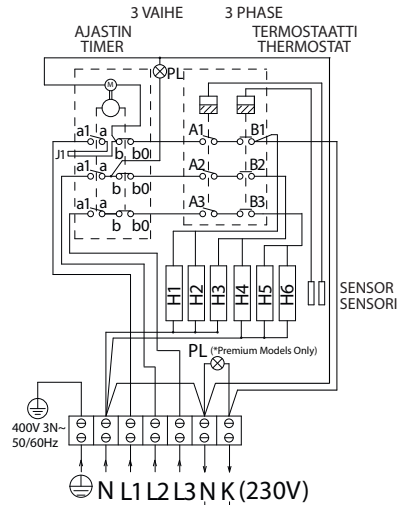 3 VAIHE 3 PHASE
AJASTIN TERMOSTAATTI
TIMER THERMOSTAT
PL
M
a1 a A1 B1
J1 b b0
a1 a A2 B2
b b0
a1 a A3 B3
b b0
H1 H2 H3 H4 H5 H6
SENSOR
SENSORI
PL (*Premium Models Only)
400V 3N~
50/60Hz
N L1 L2 L3 N K (230V)